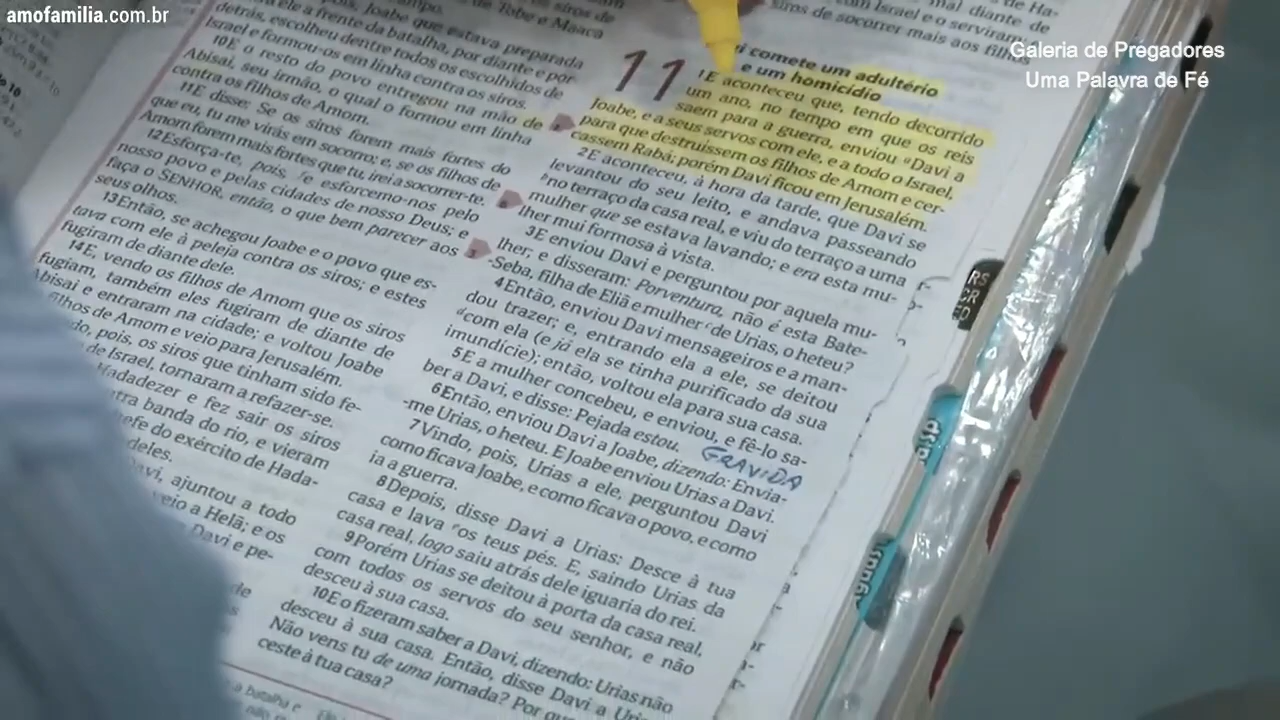 amofamilia.com.br
Galeria de Pregadores
Uma Palavra de Fé
de Tobe e Maaca
detrás, escolheu dentre todos os escolhidos de
Israel e formou-os em linha contra os siros.
10E o resto do povo entregou na mão de
Abisai, seu irmão, o qual o formou em linha
contra os filhos de Amom.
11E disse: Se os siros forem mais fortes do
que eu, tu me virás em socorro; e, se os filhos de
Amom forem mais fortes que tu, irei a socorrer-te.
12Esforça-te, pois, e esforcemo-nos pelo
nosso povo e pelas cidades de nosso Deus; e
faça o SENHOR, então, o que bem parecer aos
seus olhos.
13Então, se achegou Joabe e o povo que es-
tava com ele à peleja contra os siros; e estes
fugiram de diante dele.
14E, vendo os filhos de Amom que os siros
fugiam, também eles fugiram de diante de
Abisai e entraram na cidade; e voltou Joabe
filhos de Amom e veio para Jerusalém.
pois, os siros que tinham sido fe-
de Israel, tornaram a refazer-se.
Hadadezer e fez sair os siros
banda do rio, e vieram
do exército de Hada-
deles.
ajuntou a todo
Helã; e os
Davi e pe-
11
comete um adultério
e um homicídio
1E aconteceu que, tendo decorrido
um ano, no tempo em que os reis
saem para a guerra, enviou Davi a
Joabe, e a seus servos com ele, e a todo o Israel,
para que destruíssem os filhos de Amom e cer-
cassem Rabá; porém Davi ficou em Jerusalém.
2E aconteceu, à hora da tarde, que Davi se
levantou do seu leito, e andava passeando
no terraço da casa real, e viu do terraço a uma
mulher que se estava lavando; e era esta mu-
lher mui formosa à vista.
3E enviou Davi e perguntou por aquela mu-
lher; e disseram: Porventura, não é esta Bate-
-Seba, filha de Eliã e mulher de Urias, o heteu?
4Então, enviou Davi mensageiros e a man-
dou trazer; e, entrando ela a ele, se deitou
com ela (e já ela se tinha purificado da sua
imundície); então, voltou ela para sua casa.
5E a mulher concebeu, e enviou, e fê-lo sa-
ber a Davi, e disse: Pejada estou.
GRAVIDA
6Então, enviou Davi a Joabe, dizendo: Envia-
-me Urias, o heteu. E Joabe enviou Urias a Davi.
7Vindo, pois, Urias a ele, perguntou Davi
como ficava Joabe, e como ficava o povo, e como
ia a guerra.
8Depois, disse Davi a Urias: Desce à tua
casa e lava os teus pés. E, saindo Urias da
casa real, logo saiu atrás dele iguaria do rei.
9Porém Urias se deitou à porta da casa real,
com todos os servos do seu senhor, e não
desceu à sua casa.
10E o fizeram saber a Davi, dizendo: Urias não
desceu à sua casa. Então, disse Davi a Urias:
Não vens tu de uma jornada? Por que
ceste à tua casa?